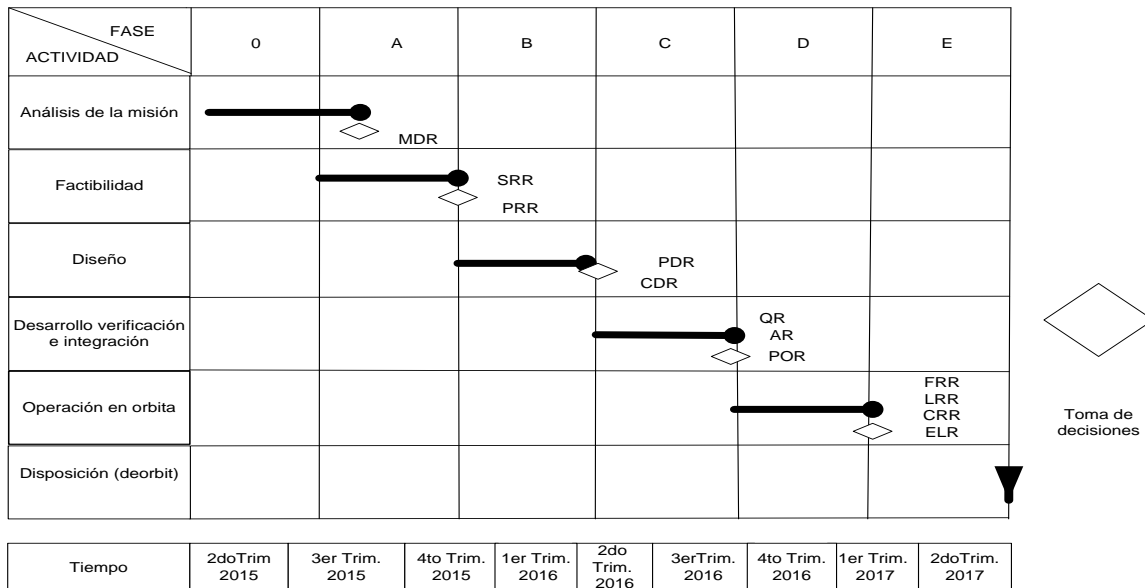 FASE
ACTIVIDAD
0
A
B
C
D
E
Análisis de la misión
MDR
Factibilidad
SRR
PRR
Diseño
PDR
CDR
Desarrollo verificación
e integración
QR
AR
POR
Operación en orbita
FRR
LRR
CRR
ELR
Toma de
decisiones
Disposición (deorbit)
Tiempo
2doTrim
2015
3er Trim.
2015
4to Trim.
2015
1er Trim.
2016
2do
Trim.
2016
3erTrim.
2016
4to Trim.
2016
1er Trim.
2017
2doTrim.
2017